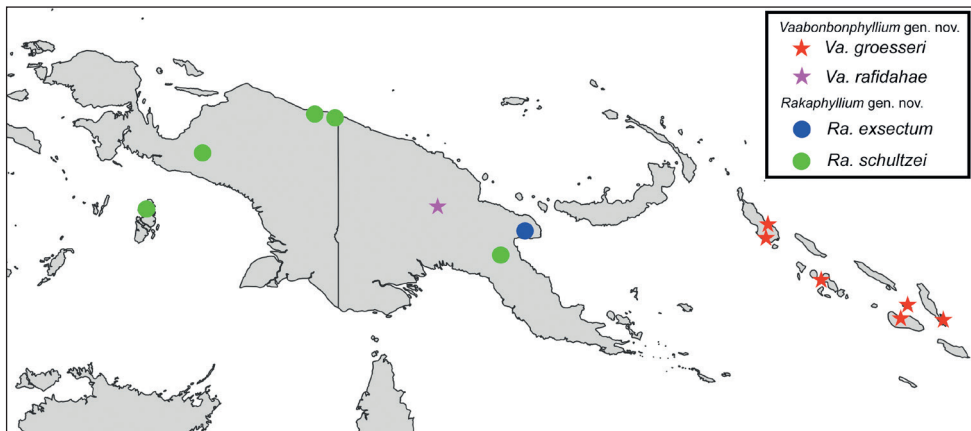 Vaabonbonphyllium gen. nov.
Va. groesseri
Va. rafidahae
Rakaphyllium gen. nov.
Ra. exsectum
Ra. schultzei